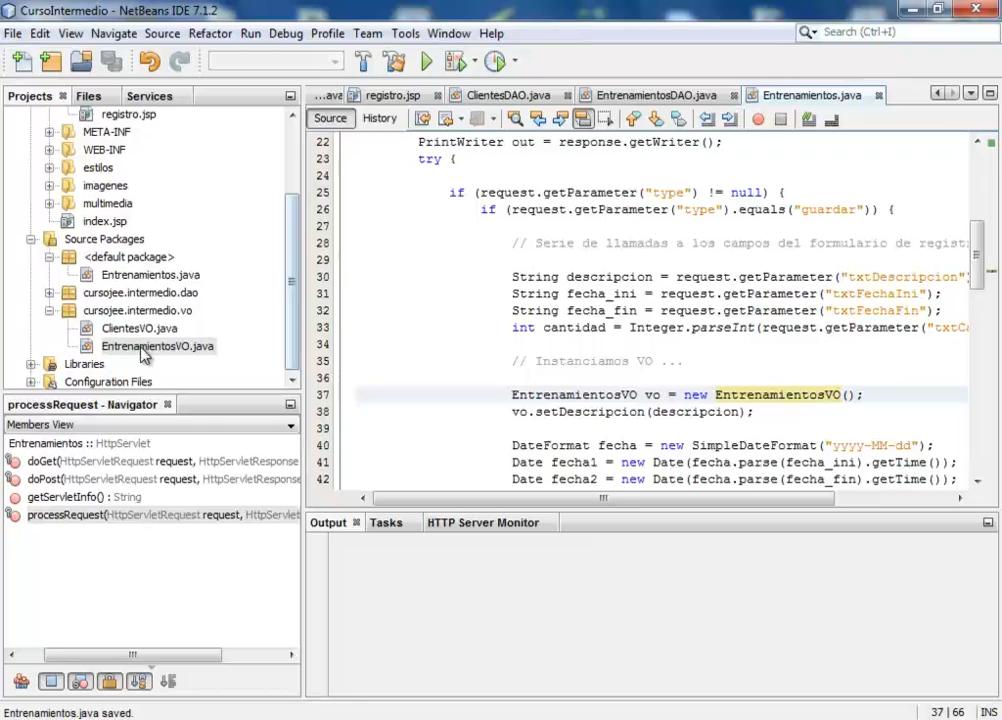 CursoIntermedio - NetBeans IDE 7.1.2
File Edit View Navigate Source Refactor Run Debug Profile Team Tools Window Help
Search (Ctrl+I)
Projects Files Services
...ava registro.jsp ClientesDAO.java EntrenamientosDAO.java Entrenamientos.java
Source History
registro.jsp
META-INF
WEB-INF
estilos
imagenes
multimedia
index.jsp
Source Packages
<default package>
Entrenamientos.java
cursojee.intermedio.dao
cursojee.intermedio.vo
ClientesVO.java
EntrenamientosVO.java
Libraries
Configuration Files
22 PrintWriter out = response.getWriter();
23 try {
24
25 if (request.getParameter("type") != null) {
26 if (request.getParameter("type").equals("guardar")) {
27
28 // Serie de llamadas a los campos del formulario de regist
29
30 String descripcion = request.getParameter("txtDescripcion"
31 String fecha_ini = request.getParameter("txtFechaIni");
32 String fecha_fin = request.getParameter("txtFechaFin");
33 int cantidad = Integer.parseInt(request.getParameter("txtCa
34
35 // Instanciamos VO ...
36
37 EntrenamientosVO vo = new EntrenamientosVO();
38 vo.setDescripcion(descripcion);
39
40 DateFormat fecha = new SimpleDateFormat("yyyy-MM-dd");
41 Date fecha1 = new Date(fecha.parse(fecha_ini).getTime());
42 Date fecha2 = new Date(fecha.parse(fecha_fin).getTime());
processRequest - Navigator
Members View
Entrenamientos :: HttpServlet
doGet(HttpServletRequest request, HttpServletResponse
doPost(HttpServletRequest request, HttpServletRespons
getServletInfo() : String
processRequest(HttpServletRequest request, HttpServlet
Output Tasks HTTP Server Monitor
Entrenamientos.java saved.
37 | 66 INS